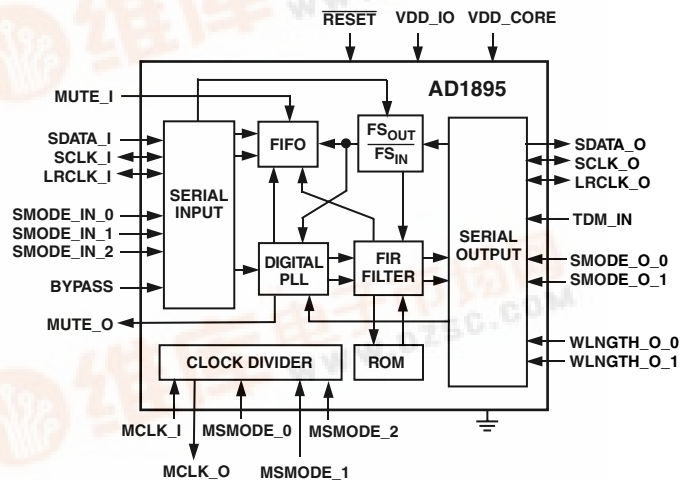 RESET VDD_IO VDD_CORE
AD1895
MUTE_I
SDATA_I
SCLK_I
LRCLK_I
SMODE_IN_0
SMODE_IN_1
SMODE_IN_2
BYPASS
MUTE_O
SERIAL
INPUT
FIFO
FSOUT
FSIN
DIGITAL
PLL
FIR
FILTER
ROM
CLOCK DIVIDER
SERIAL
OUTPUT
SDATA_O
SCLK_O
LRCLK_O
TDM_IN
SMODE_O_0
SMODE_O_1
WLNGTH_O_0
WLNGTH_O_1
MCLK_I
MCLK_O
MSMODE_0
MSMODE_1
MSMODE_2